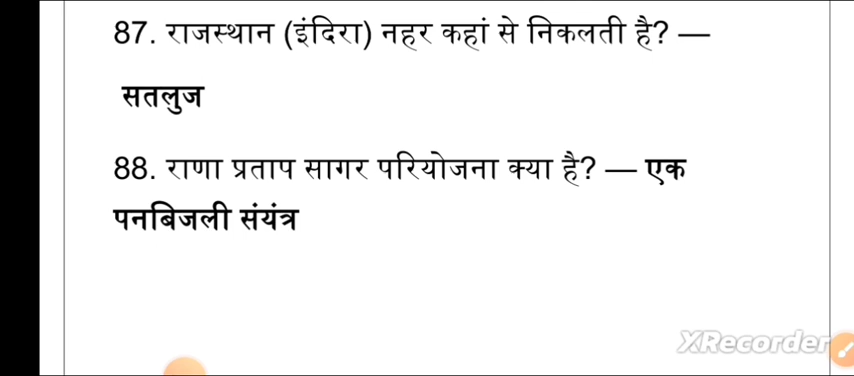 87. राजस्थान (इंदिरा) नहर कहां से निकलती है? —
सतलुज
88. राणा प्रताप सागर परियोजना क्या है? — एक
पनबिजली संयंत्र
XRecorder